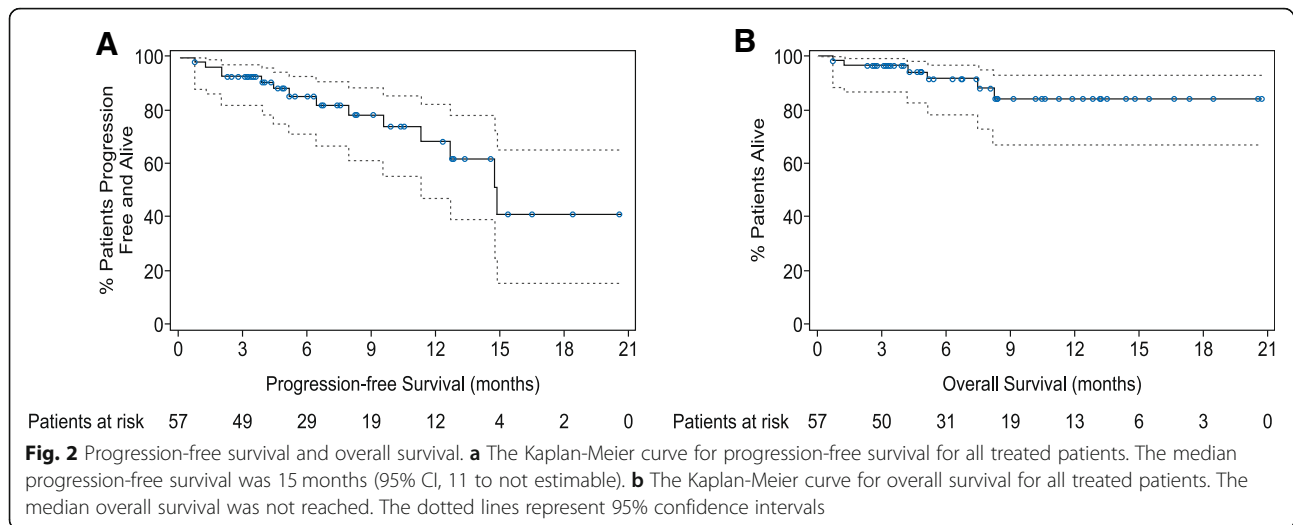 A
100
80
60
40
20
0
% Patients Progression
Free and Alive
0 3 6 9 12 15 18 21
Progression-free Survival (months)
Patients at risk 57 49 29 19 12 4 2 0
B
100
80
60
40
20
0
% Patients Alive
0 3 6 9 12 15 18 21
Overall Survival (months)
Patients at risk 57 50 31 19 13 6 3 0
Fig. 2 Progression-free survival and overall survival. a The Kaplan-Meier curve for progression-free survival for all treated patients. The median
progression-free survival was 15 months (95% CI, 11 to not estimable). b The Kaplan-Meier curve for overall survival for all treated patients. The
median overall survival was not reached. The dotted lines represent 95% confidence intervals